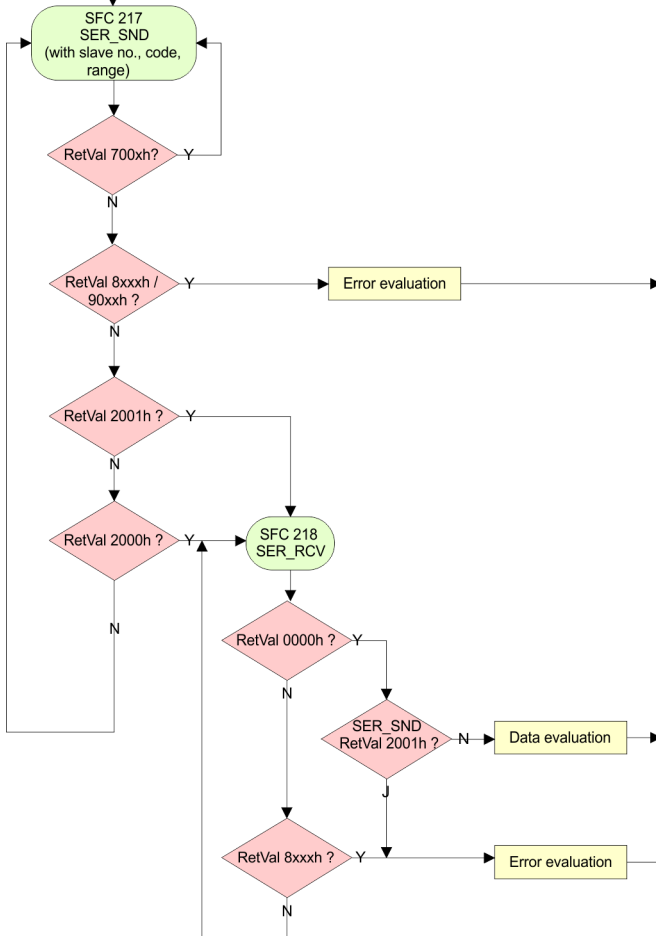 SFC 217
SER_SND
(with slave no., code,
range)
RetVal 700xh?
Y
N
RetVal 8xxxh /
90xxh ?
Y
Error evaluation
N
RetVal 2001h ?
Y
N
RetVal 2000h ?
Y
SFC 218
SER_RCV
N
RetVal 0000h ?
Y
N
SER_SND
RetVal 2001h ?
N
Data evaluation
J
RetVal 8xxxh ?
Y
Error evaluation
N